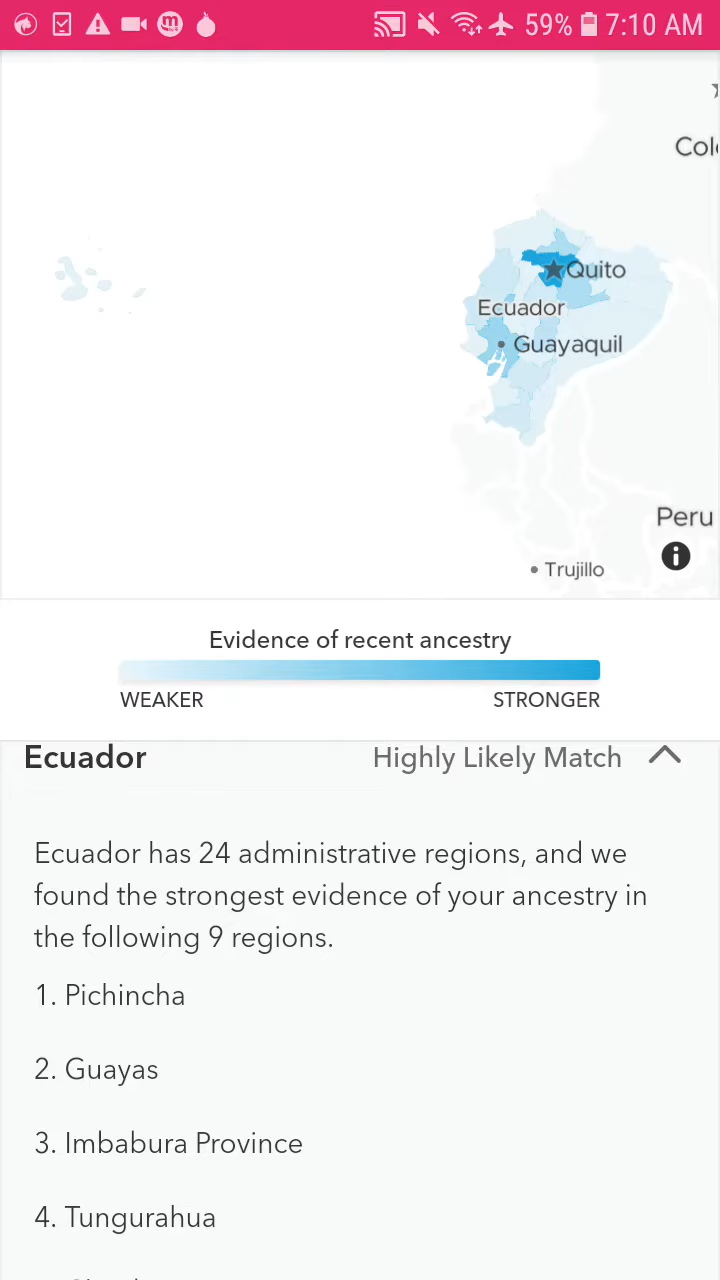 59% 7:10 AM
Quito
Ecuador
Guayaquil
Peru
Trujillo
Evidence of recent ancestry
WEAKER STRONGER
Ecuador Highly Likely Match
Ecuador has 24 administrative regions, and we
found the strongest evidence of your ancestry in
the following 9 regions.
1. Pichincha
2. Guayas
3. Imbabura Province
4. Tungurahua